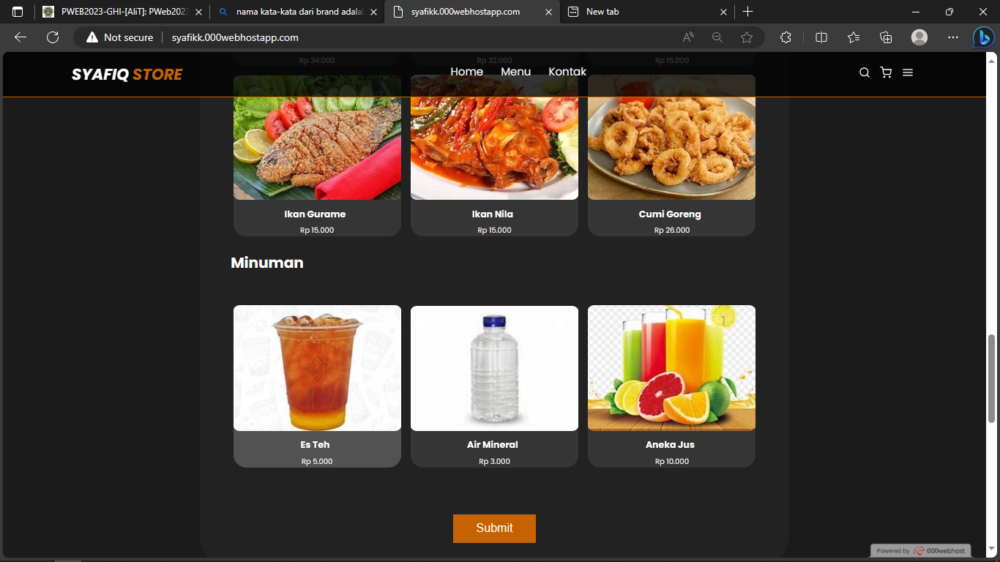 PWEB2023-GHI-[AliT]: PWeb2023
nama kata-kata dari brand adalah
syafikk.000webhostapp.com
New tab
Not secure
syafikk.000webhostapp.com
Rp 34.000
Rp 32.000
Rp 15.000
SYAFIQ STORE
Home
Menu
Kontak
Ikan Gurame
Rp 15.000
Ikan Nila
Rp 15.000
Cumi Goreng
Rp 26.000
Minuman
Es Teh
Rp 5.000
Air Mineral
Rp 3.000
Aneka Jus
Rp 10.000
Submit
Powered by 000webhost